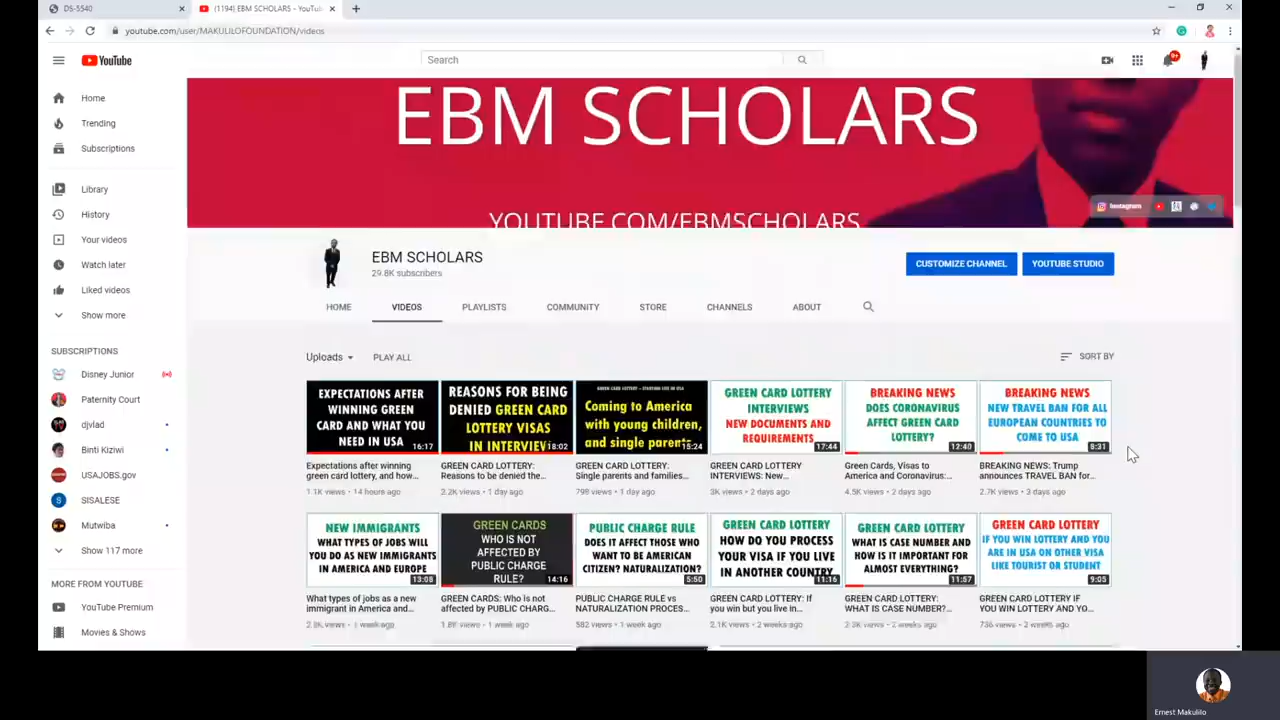 DS-5540
(1194) EBM SCHOLARS - YouTu
youtube.com/user/MAKULILOFOUNDATION/videos
YouTube
Search
9+
Home
Trending
Subscriptions
Library
History
Your videos
Watch later
Liked videos
Show more
SUBSCRIPTIONS
Disney Junior
Paternity Court
djvlad
Binti Kiziwi
USAJOBS.gov
SISALESE
Mutwiba
Show 117 more
MORE FROM YOUTUBE
YouTube Premium
Movies & Shows
EBM SCHOLARS
YOUTUBE.COM/EBMSCHOLARS
Instagram
EBM SCHOLARS
29.8K subscribers
CUSTOMIZE CHANNEL
YOUTUBE STUDIO
HOME VIDEOS PLAYLISTS COMMUNITY STORE CHANNELS ABOUT
Uploads PLAY ALL
SORT BY
EXPECTATIONS AFTER
WINNING GREEN
CARD AND WHAT YOU
NEED IN USA
16:17
Expectations after winning
green card lottery, and how...
1.1K views • 14 hours ago
REASONS FOR BEING
DENIED GREEN CARD
LOTTERY VISAS
IN INTERVIEW
18:02
GREEN CARD LOTTERY:
Reasons to be denied the...
2.2K views • 1 day ago
GREEN CARD LOTTERY - STARTING LIFE IN USA
Coming to America
with young children,
and single parents
15:24
GREEN CARD LOTTERY:
Single parents and families...
798 views • 1 day ago
GREEN CARD LOTTERY
INTERVIEWS
NEW DOCUMENTS AND
REQUIREMENTS
17:44
GREEN CARD LOTTERY
INTERVIEWS: New...
3K views • 2 days ago
BREAKING NEWS
DOES CORONAVIRUS
AFFECT GREEN CARD
LOTTERY?
12:40
Green Cards, Visas to
America and Coronavirus:...
4.5K views • 2 days ago
BREAKING NEWS
NEW TRAVEL BAN FOR ALL
EUROPEAN COUNTRIES TO
COME TO USA
8:31
BREAKING NEWS: Trump
announces TRAVEL BAN for...
2.7K views • 3 days ago
NEW IMMIGRANTS
WHAT TYPES OF JOBS WILL
YOU DO AS NEW IMMIGRANTS
IN AMERICA AND EUROPE
13:08
What types of jobs as a new
immigrant in America and...
views • 1 week ago
GREEN CARDS
WHO IS NOT
AFFECTED BY
PUBLIC CHARGE
RULE?
14:16
GREEN CARDS: Who is not
affected by PUBLIC CHARG...
views • 1 week ago
PUBLIC CHARGE RULE
DOES IT AFFECT THOSE WHO
WANT TO BE AMERICAN
CITIZEN? NATURALIZATION?
5:50
PUBLIC CHARGE RULE vs
NATURALIZATION PROCES...
582 views • 1 week ago
GREEN CARD LOTTERY
HOW DO YOU PROCESS
YOUR VISA IF YOU LIVE
IN ANOTHER COUNTRY
11:16
GREEN CARD LOTTERY: If
you win but you live in...
2.1K views • 2 weeks ago
GREEN CARD LOTTERY
WHAT IS CASE NUMBER AND
HOW IS IT IMPORTANT FOR
ALMOST EVERYTHING?
11:57
GREEN CARD LOTTERY:
WHAT IS CASE NUMBER?...
views • 2 weeks ago
GREEN CARD LOTTERY
IF YOU WIN LOTTERY AND YOU
ARE IN USA ON OTHER VISA
LIKE TOURIST OR STUDENT
9:05
GREEN CARD LOTTERY
IF YOU WIN LOTTERY AND YO...
736 views • 2 weeks ago
Ernest Makulilo